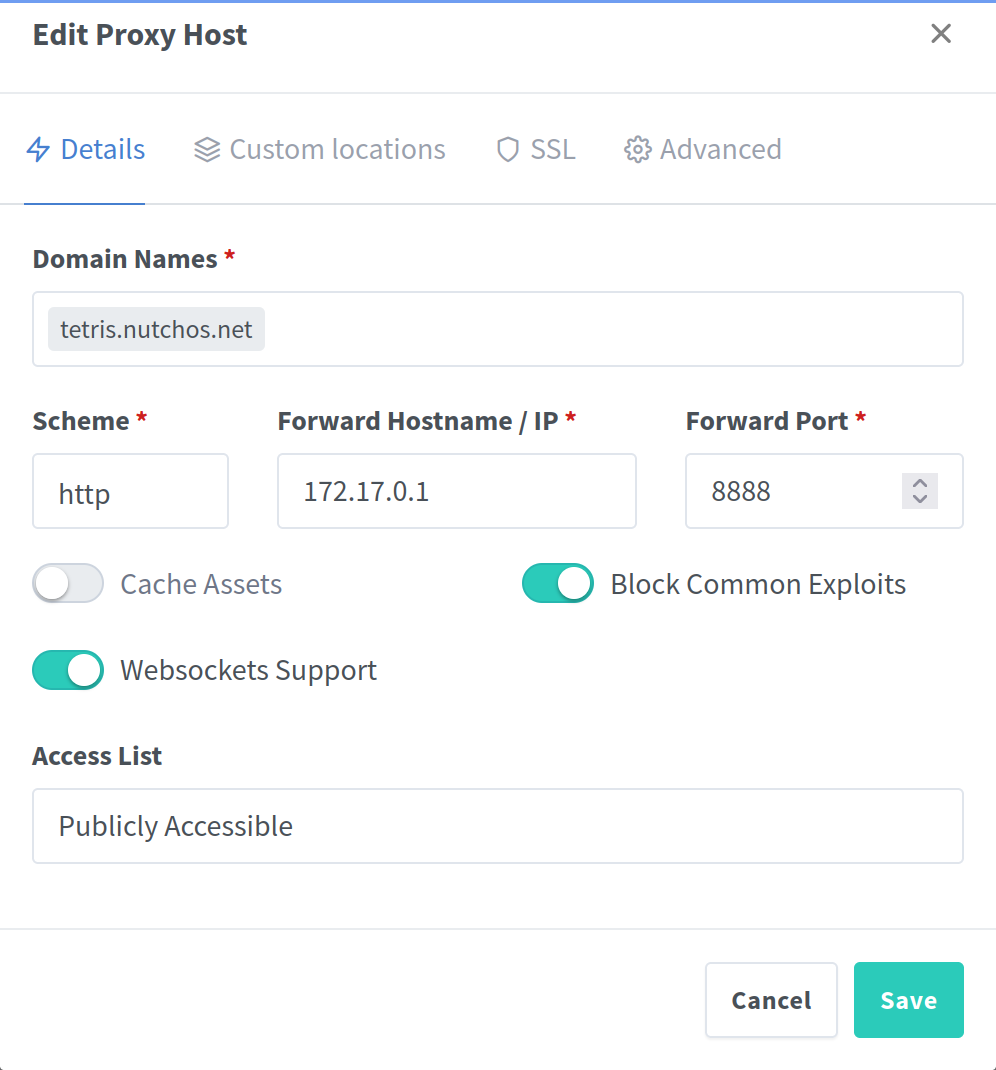 Edit Proxy Host
Details Custom locations SSL Advanced
Domain Names *
tetris.nutchos.net
Scheme * Forward Hostname / IP * Forward Port *
http 172.17.0.1 8888
Cache Assets Block Common Exploits
Websockets Support
Access List
Publicly Accessible
Cancel Save